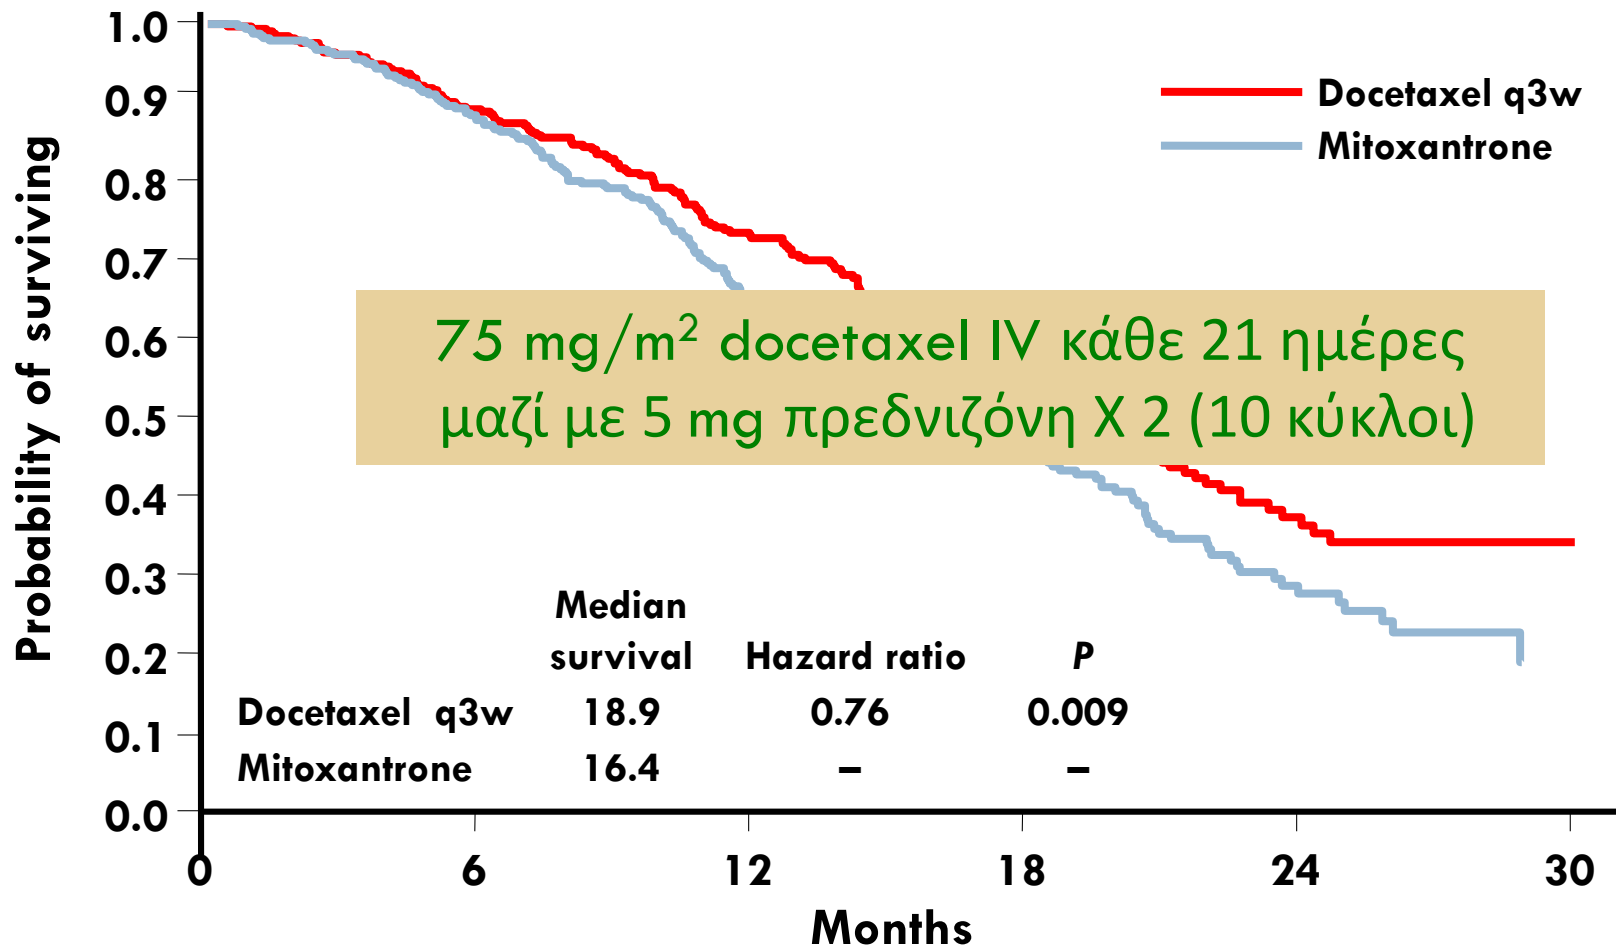 1.0
0.9
0.8
0.7
0.6
0.5
0.4
0.3
0.2
0.1
0.0
Probability of surviving
Docetaxel q3w
Mitoxantrone
75 mg/m² docetaxel IV κάθε 21 ημέρες
μαζί με 5 mg πρεδνιζόνη X 2 (10 κύκλοι)
Median
survival Hazard ratio P
Docetaxel q3w 18.9 0.76 0.009
Mitoxantrone 16.4 – –
0 6 12 18 24 30
Months